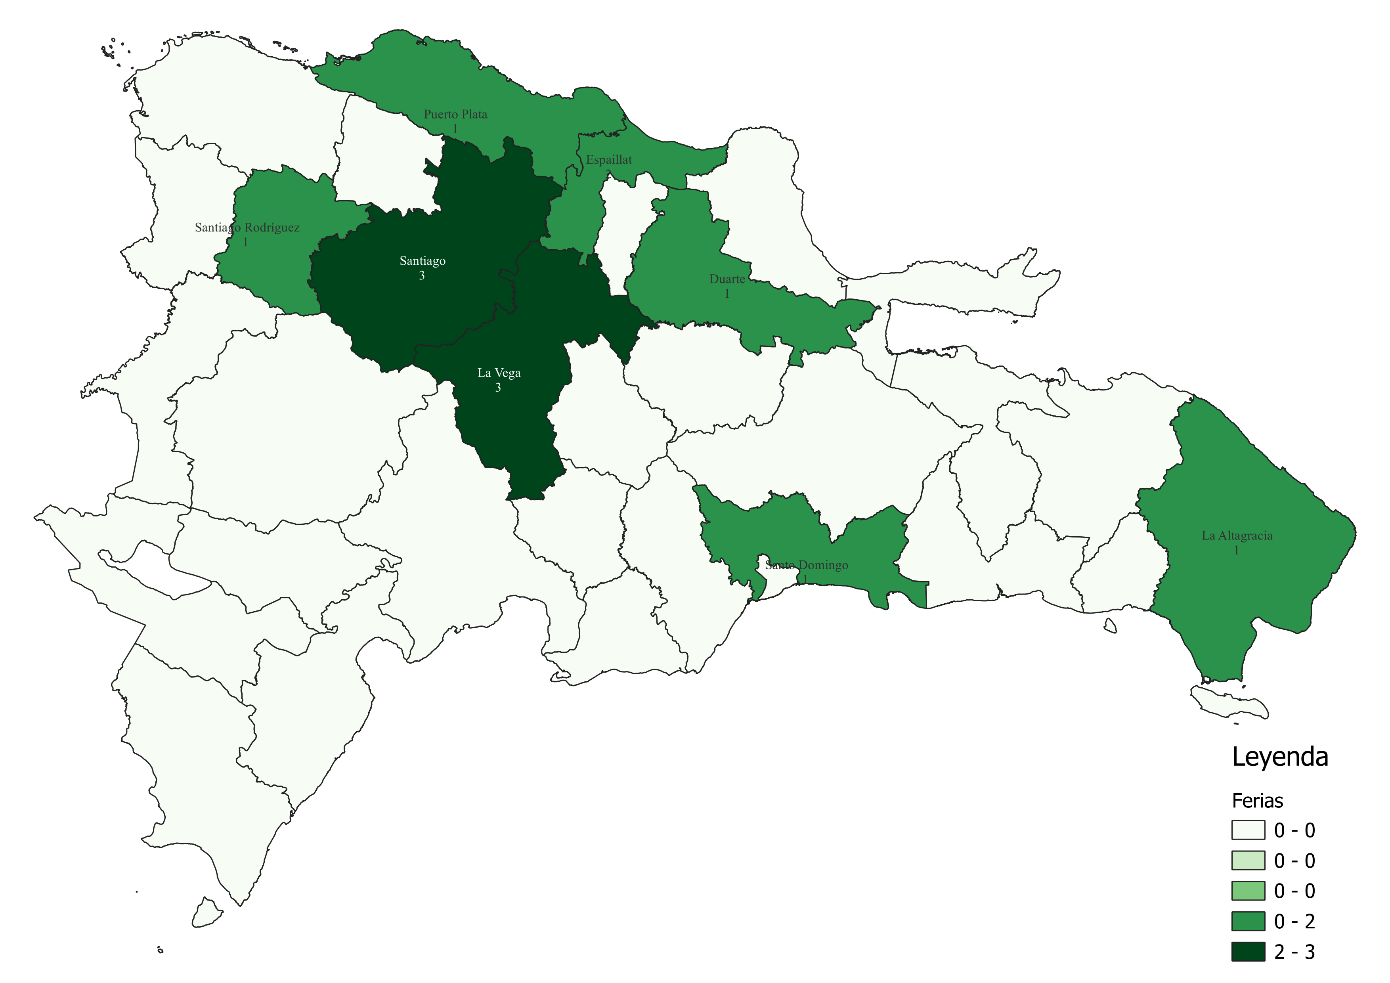 Puerto Plata
1
Espaillat
Santiago Rodríguez
1
Santiago
3
Duarte
1
La Vega
3
La Altagracia
1
Santo Domingo
1
Leyenda
Ferias
0 - 0
0 - 0
0 - 0
0 - 2
2 - 3